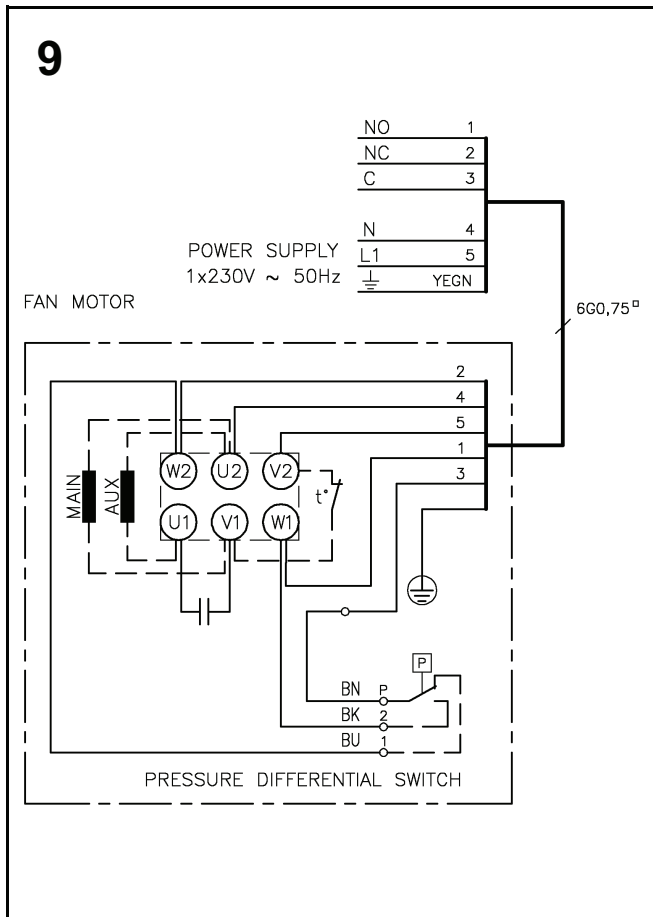 9
NO 1
NC 2
C 3
N 4
POWER SUPPLY
L1 5
1x230V ~ 50Hz
YEGN
FAN MOTOR
6G0,75□
2
4
5
1
3
W2 U2 V2
MAIN
AUX
t°
U1 V1 W1
P
BN P
BK 2
BU 1
PRESSURE DIFFERENTIAL SWITCH